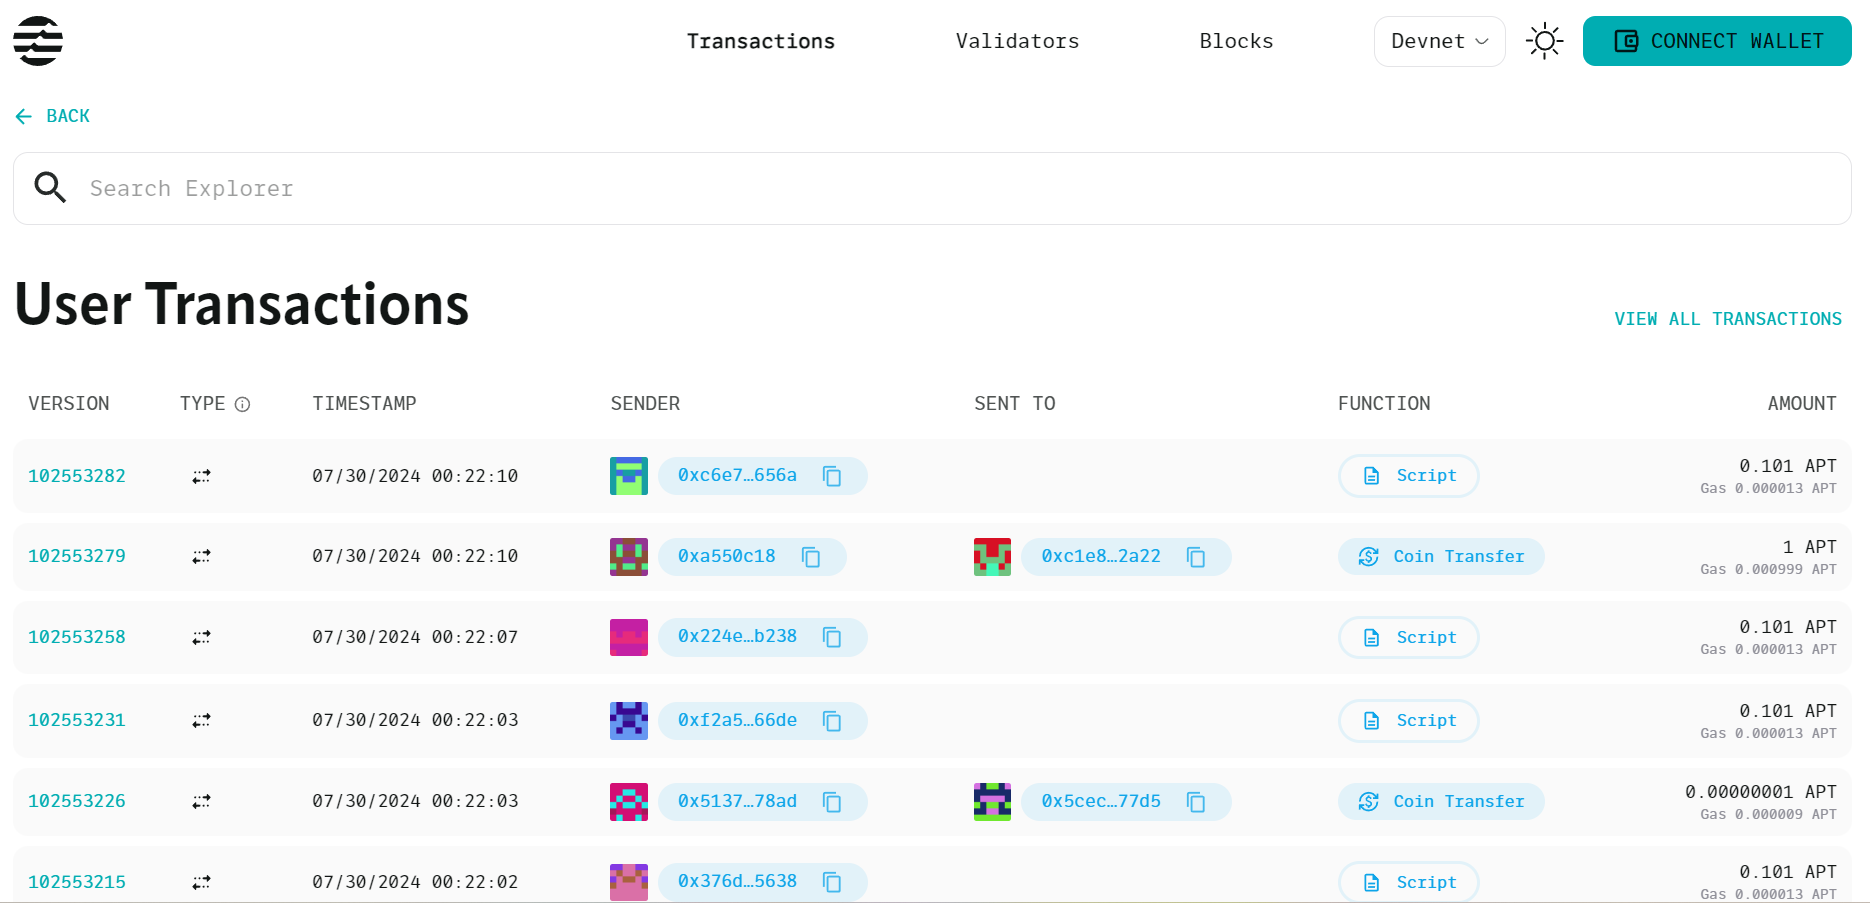 Transactions Validators Blocks Devnet CONNECT WALLET
BACK
Search Explorer
User Transactions
VIEW ALL TRANSACTIONS
VERSION TYPE TIMESTAMP SENDER SENT TO FUNCTION AMOUNT
102553282 07/30/2024 00:22:10 0xc6e7…656a Script 0.101 APT
Gas 0.000013 APT
102553279 07/30/2024 00:22:10 0xa550c18 0xc1e8…2a22 Coin Transfer 1 APT
Gas 0.000999 APT
102553258 07/30/2024 00:22:07 0x224e…b238 Script 0.101 APT
Gas 0.000013 APT
102553231 07/30/2024 00:22:03 0xf2a5…66de Script 0.101 APT
Gas 0.000013 APT
102553226 07/30/2024 00:22:03 0x5137…78ad 0x5cec…77d5 Coin Transfer 0.00000001 APT
Gas 0.000009 APT
102553215 07/30/2024 00:22:02 0x376d…5638 Script 0.101 APT
Gas 0.000013 APT